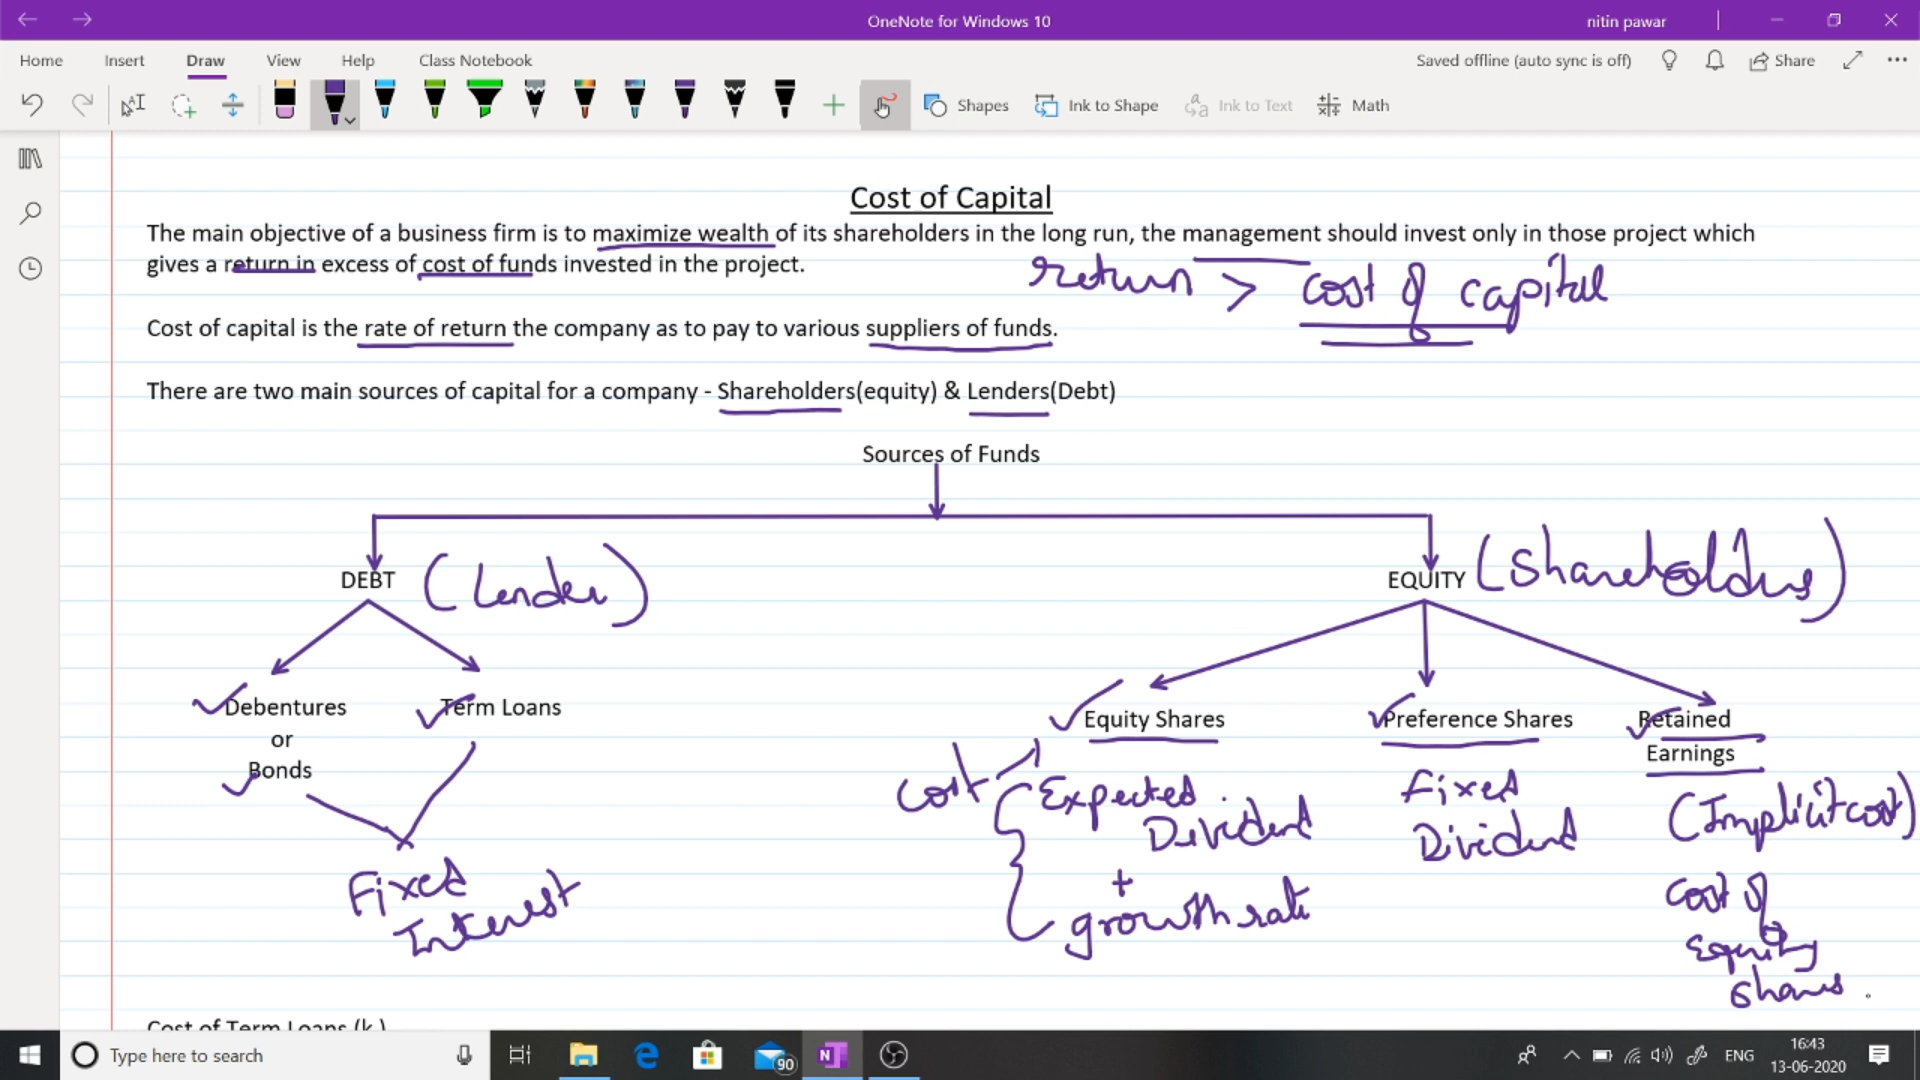 OneNote for Windows 10
nitin pawar
Home Insert Draw View Help Class Notebook
Saved offline (auto sync is off) Share
Shapes Ink to Shape Ink to Text Math
Cost of Capital
The main objective of a business firm is to maximize wealth of its shareholders in the long run, the management should invest only in those project which
gives a return in excess of cost of funds invested in the project.
return > cost of capital
Cost of capital is the rate of return the company as to pay to various suppliers of funds.
There are two main sources of capital for a company - Shareholders(equity) & Lenders(Debt)
Sources of Funds
DEBT (Lender)
EQUITY (Shareholders)
Debentures
or
Bonds
Term Loans
Fixed
Interest
Equity Shares
Cost
Expected
Dividend
+
growth rate
Preference Shares
Fixed
Dividend
Retained
Earnings
(Implicit cost)
Cost of
Equity
Shares
Cost of Term Loans (k )
Type here to search
90
ENG
16:43
13-06-2020